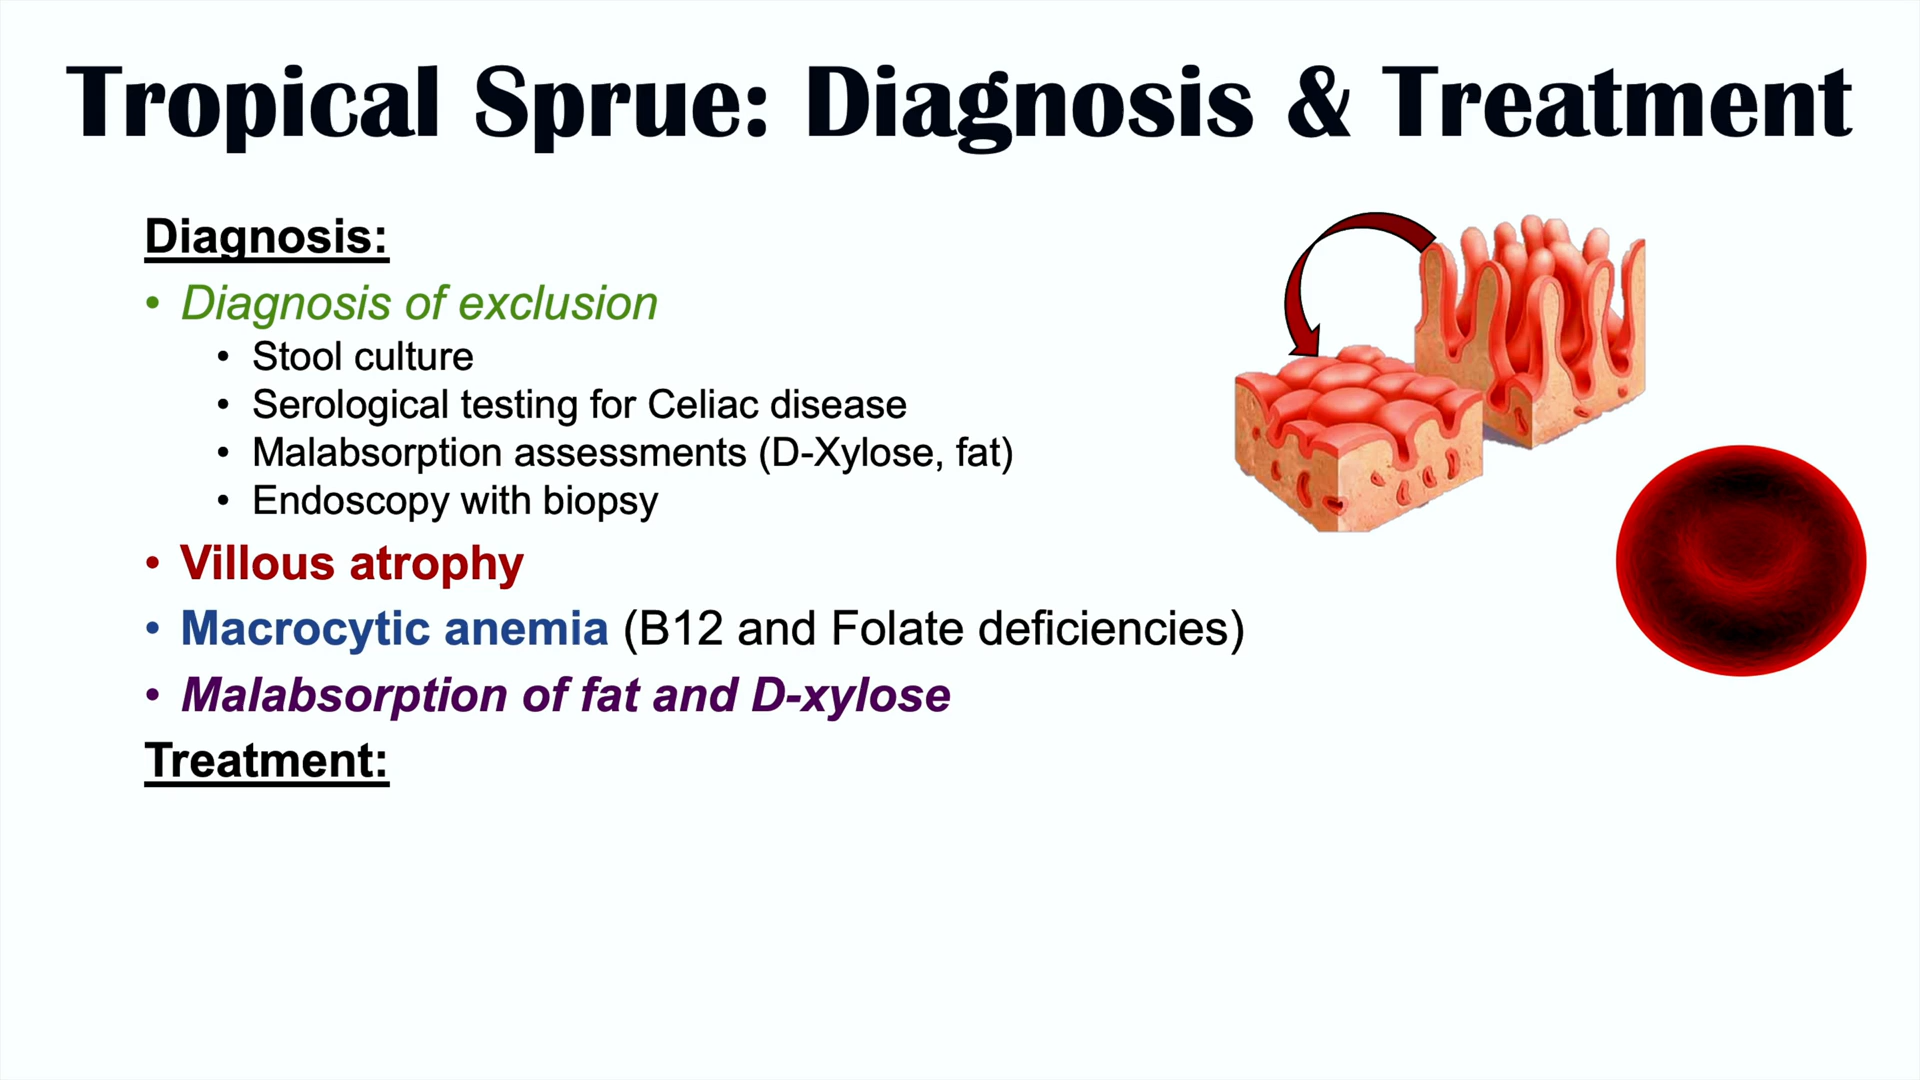 Tropical Sprue: Diagnosis & Treatment
Diagnosis:
• Diagnosis of exclusion
• Stool culture
• Serological testing for Celiac disease
• Malabsorption assessments (D-Xylose, fat)
• Endoscopy with biopsy
• Villous atrophy
• Macrocytic anemia (B12 and Folate deficiencies)
• Malabsorption of fat and D-xylose
Treatment: